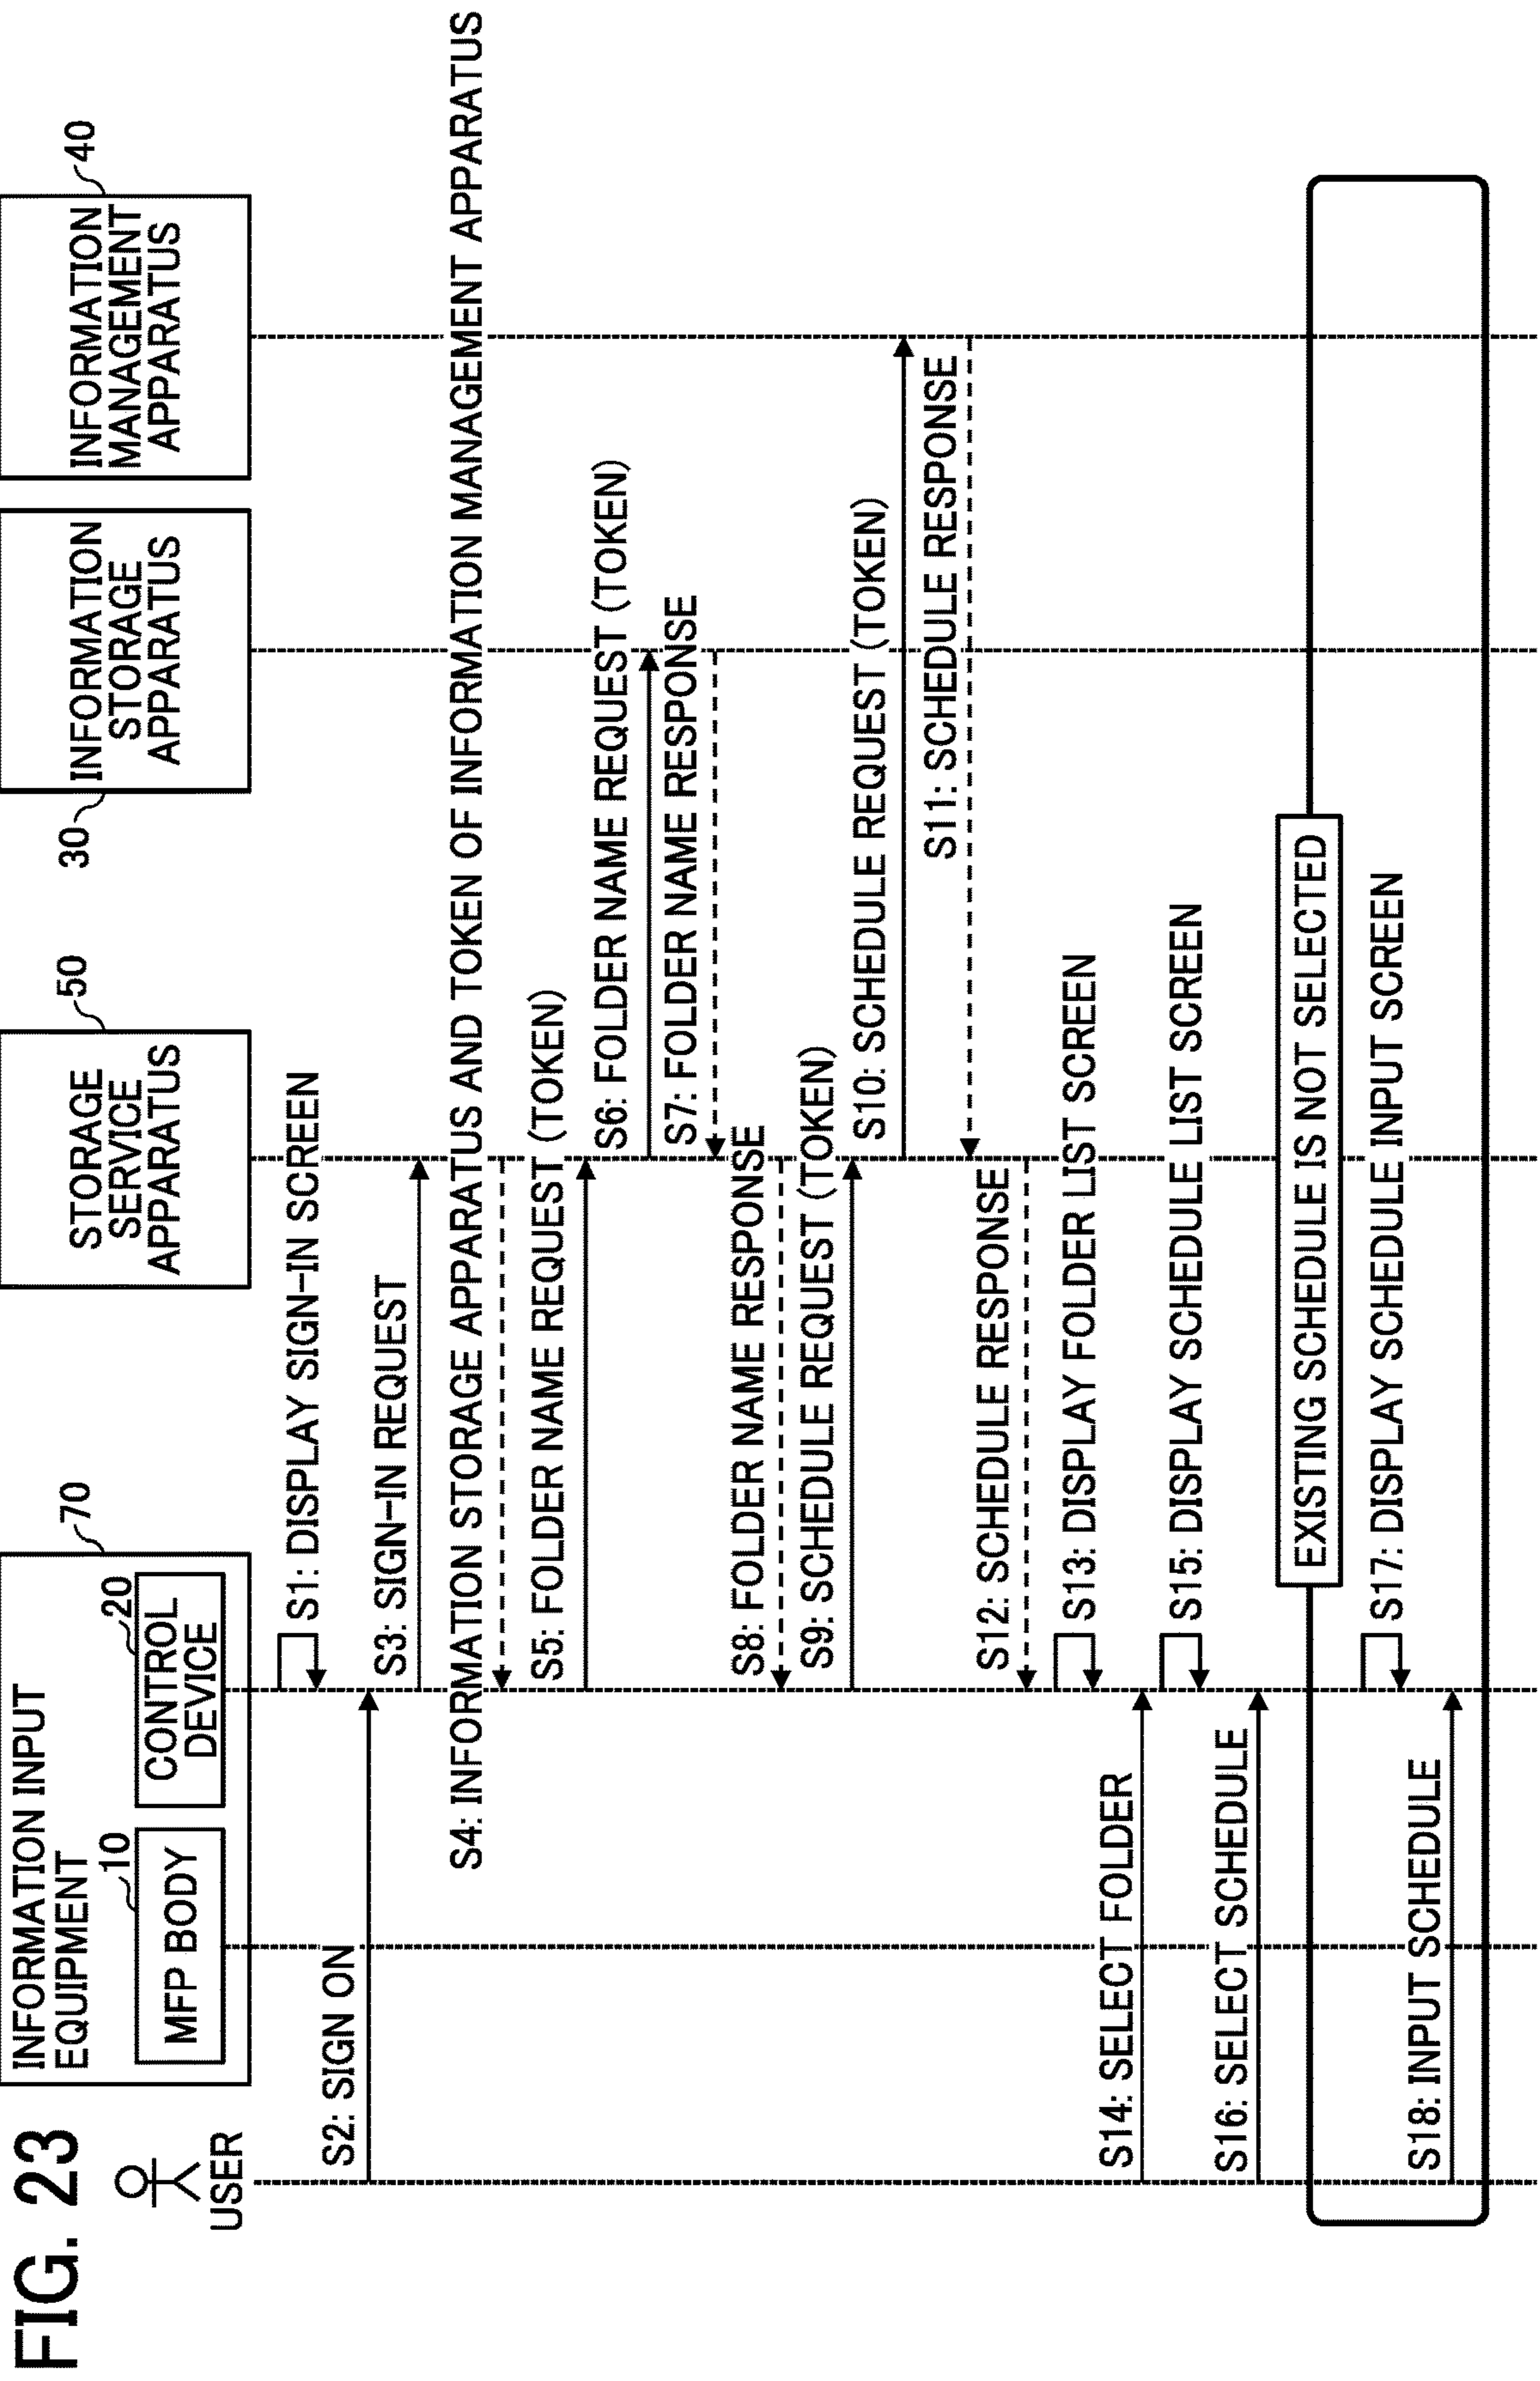 FIG. 23
USER
INFORMATION INPUT
EQUIPMENT
70
10
MFP BODY
20
CONTROL
DEVICE
50
STORAGE
SERVICE
APPARATUS
30
INFORMATION
STORAGE
APPARATUS
40
INFORMATION
MANAGEMENT
APPARATUS
S1: DISPLAY SIGN-IN SCREEN
S2: SIGN ON
S3: SIGN-IN REQUEST
S4: INFORMATION STORAGE APPARATUS AND TOKEN OF INFORMATION MANAGEMENT APPARATUS
S5: FOLDER NAME REQUEST (TOKEN)
S6: FOLDER NAME REQUEST (TOKEN)
S7: FOLDER NAME RESPONSE
S8: FOLDER NAME RESPONSE
S9: SCHEDULE REQUEST (TOKEN)
S10: SCHEDULE REQUEST (TOKEN)
S11: SCHEDULE RESPONSE
S12: SCHEDULE RESPONSE
S13: DISPLAY FOLDER LIST SCREEN
S14: SELECT FOLDER
S15: DISPLAY SCHEDULE LIST SCREEN
S16: SELECT SCHEDULE
EXISTING SCHEDULE IS NOT SELECTED
S17: DISPLAY SCHEDULE INPUT SCREEN
S18: INPUT SCHEDULE